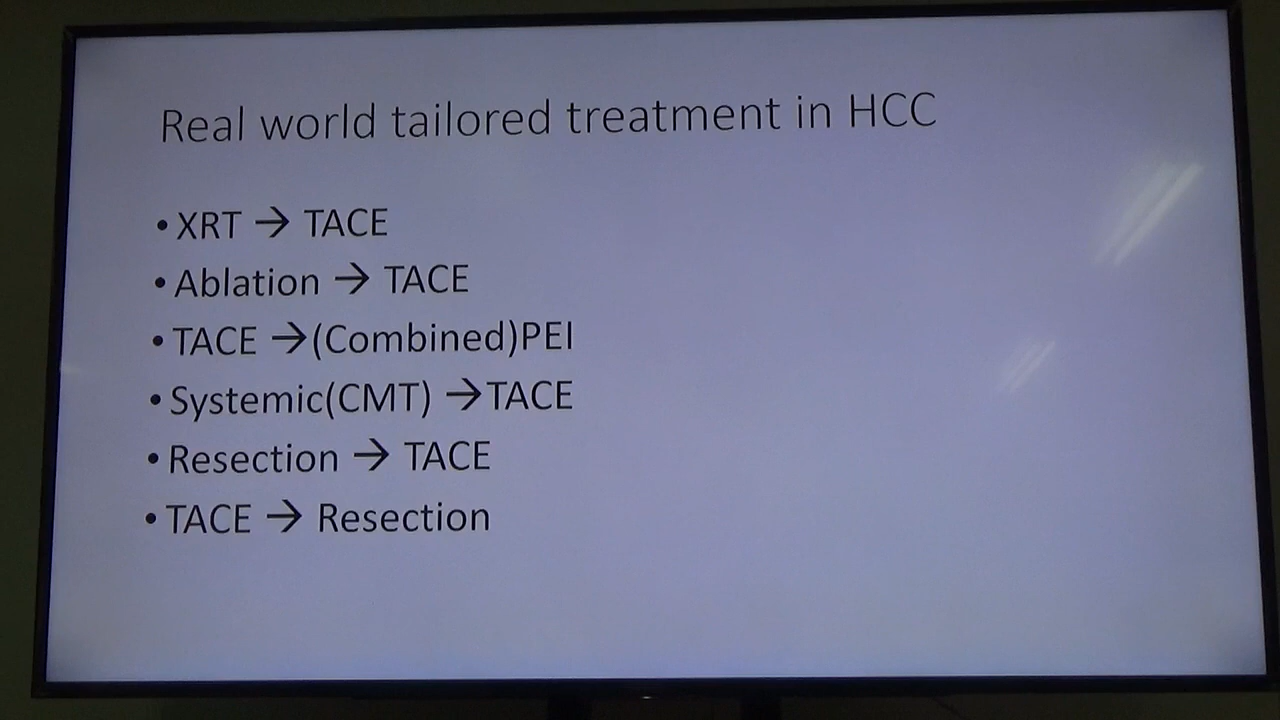 Real world tailored treatment in HCC
• XRT → TACE
• Ablation → TACE
• TACE →(Combined)PEI
• Systemic(CMT) →TACE
• Resection → TACE
• TACE → Resection